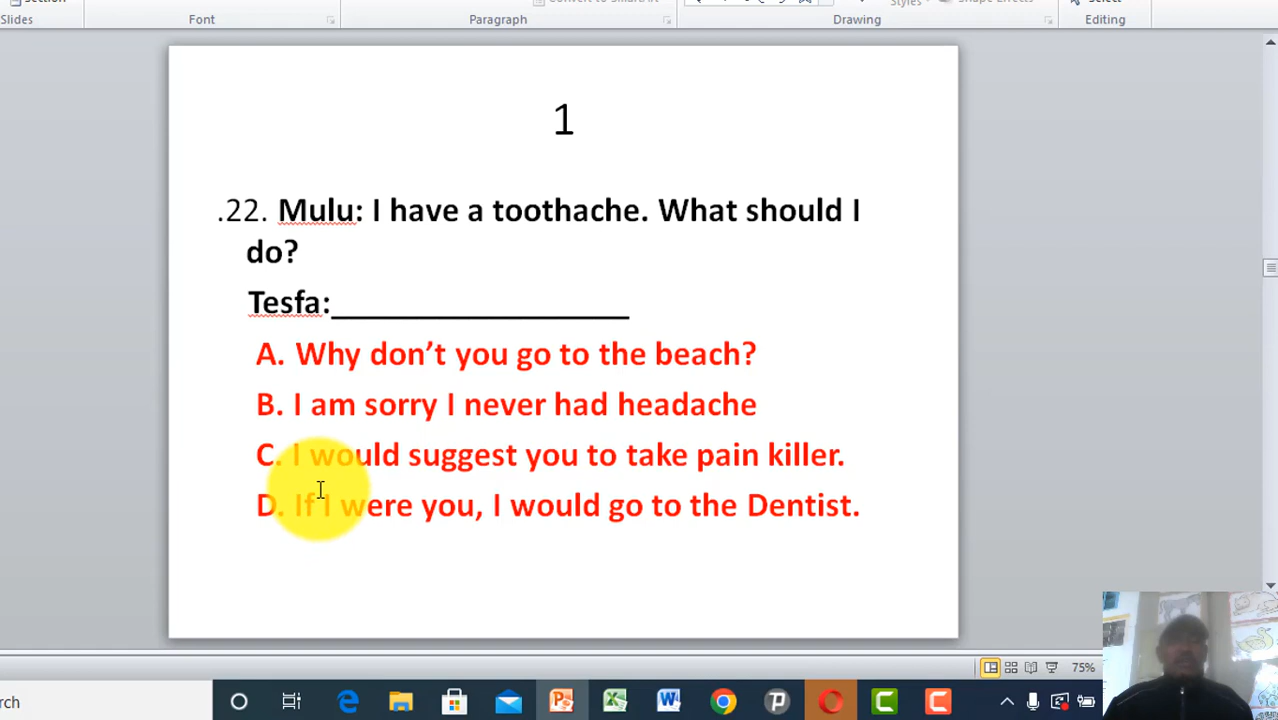 Slides
Font
Paragraph
Drawing
Editing
1
.22. Mulu: I have a toothache. What should I
do?
Tesfa:____________________
A. Why don’t you go to the beach?
B. I am sorry I never had headache
C. I would suggest you to take pain killer.
D. If I were you, I would go to the Dentist.
75%
rch